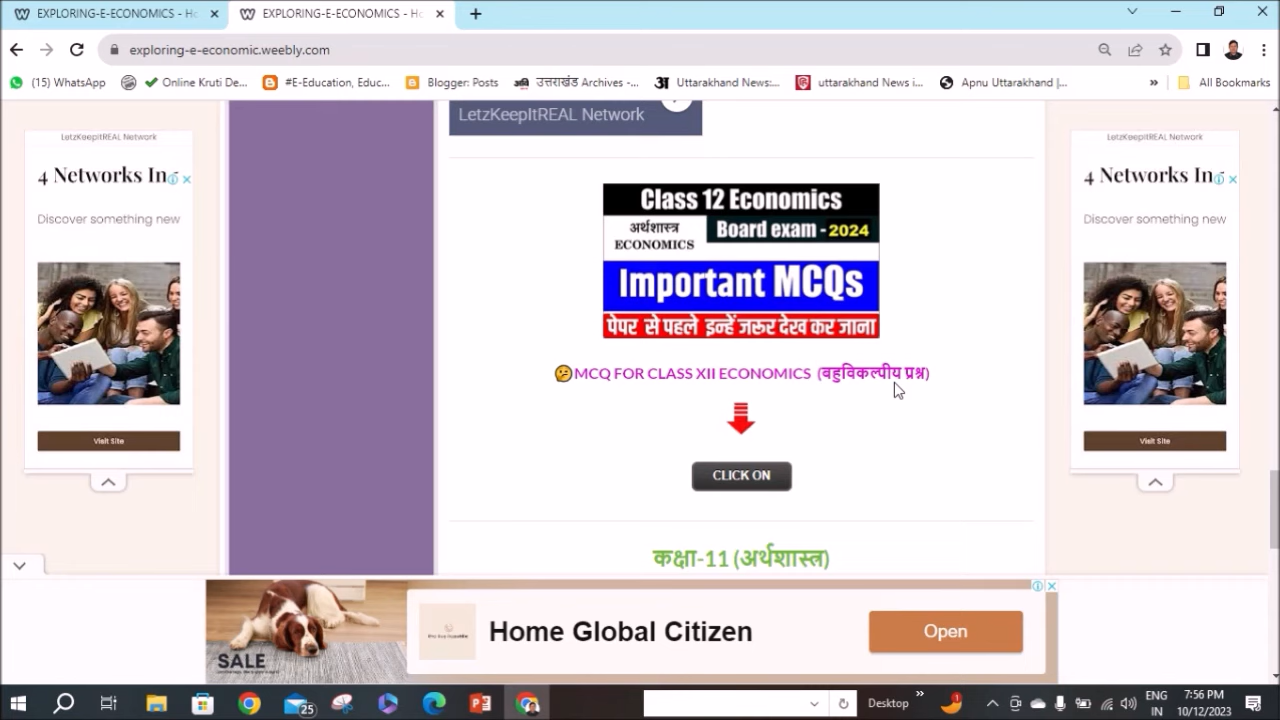 EXPLORING-E-ECONOMICS - Ho
EXPLORING-E-ECONOMICS - Ho
exploring-e-economic.weebly.com
(15) WhatsApp
Online Kruti De...
#E-Education, Educ...
Blogger: Posts
उत्तराखंड Archives -...
Uttarakhand News:...
uttarakhand News i...
Apnu Uttarakhand |...
»
All Bookmarks
LetzKeepItREAL Network
LetzKeepItREAL Network
4 Networks In
Discover something new
Visit Site
Class 12 Economics
अर्थशास्त्र
ECONOMICS
Board exam - 2024
Important MCQs
पेपर से पहले इन्हें जरूर देख कर जाना
🤔MCQ FOR CLASS XII ECONOMICS (बहुविकल्पीय प्रश्न)
CLICK ON
कक्षा-11 (अर्थशास्त्र)
LetzKeepItREAL Network
4 Networks In
Discover something new
Visit Site
SALE
Home Global Citizen
Open
25
Desktop
»
1
ENG
IN
7:56 PM
10/12/2023